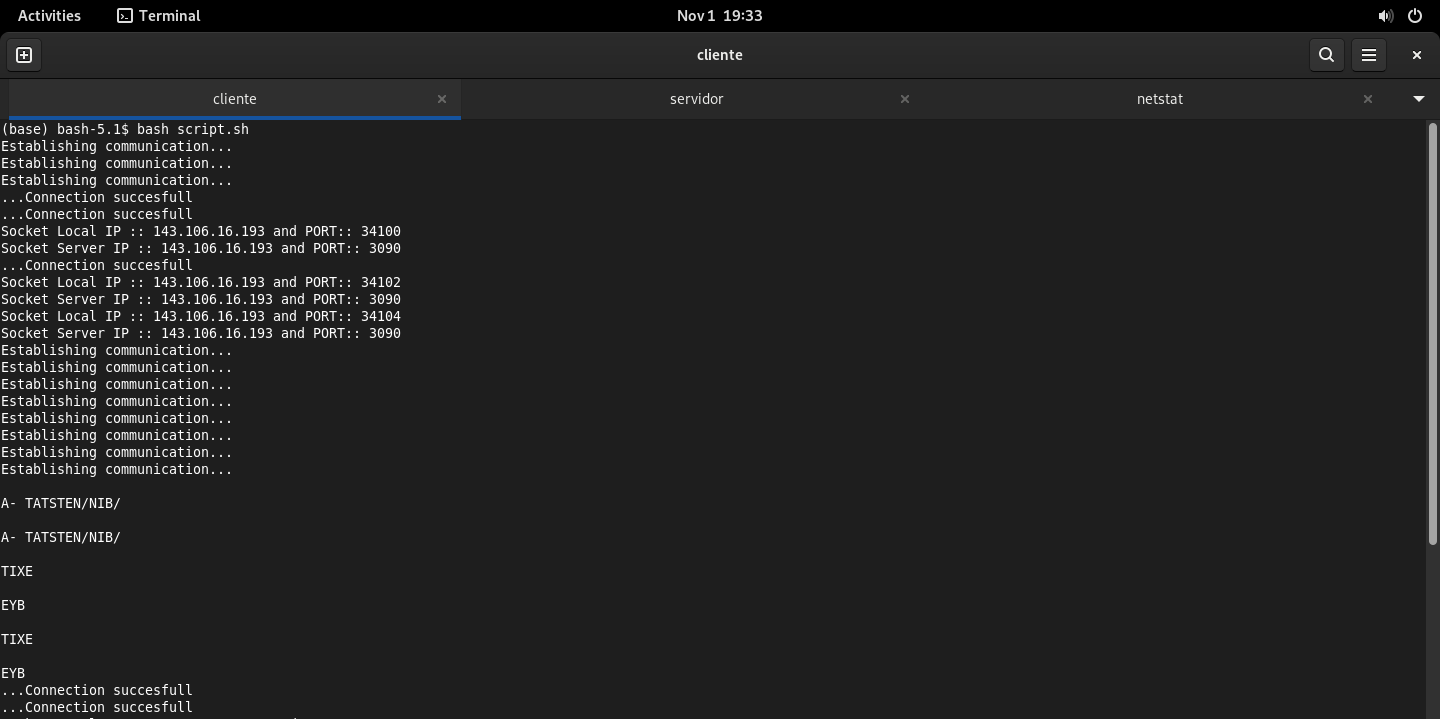 Activities Terminal Nov 1 19:33
cliente
cliente servidor netstat
(base) bash-5.1$ bash script.sh
Establishing communication...
Establishing communication...
Establishing communication...
...Connection succesfull
...Connection succesfull
Socket Local IP :: 143.106.16.193 and PORT:: 34100
Socket Server IP :: 143.106.16.193 and PORT:: 3090
...Connection succesfull
Socket Local IP :: 143.106.16.193 and PORT:: 34102
Socket Server IP :: 143.106.16.193 and PORT:: 3090
Socket Local IP :: 143.106.16.193 and PORT:: 34104
Socket Server IP :: 143.106.16.193 and PORT:: 3090
Establishing communication...
Establishing communication...
Establishing communication...
Establishing communication...
Establishing communication...
Establishing communication...
Establishing communication...
Establishing communication...
A- TATSTEN/NIB/
A- TATSTEN/NIB/
TIXE
EYB
TIXE
EYB
...Connection succesfull
...Connection succesfull